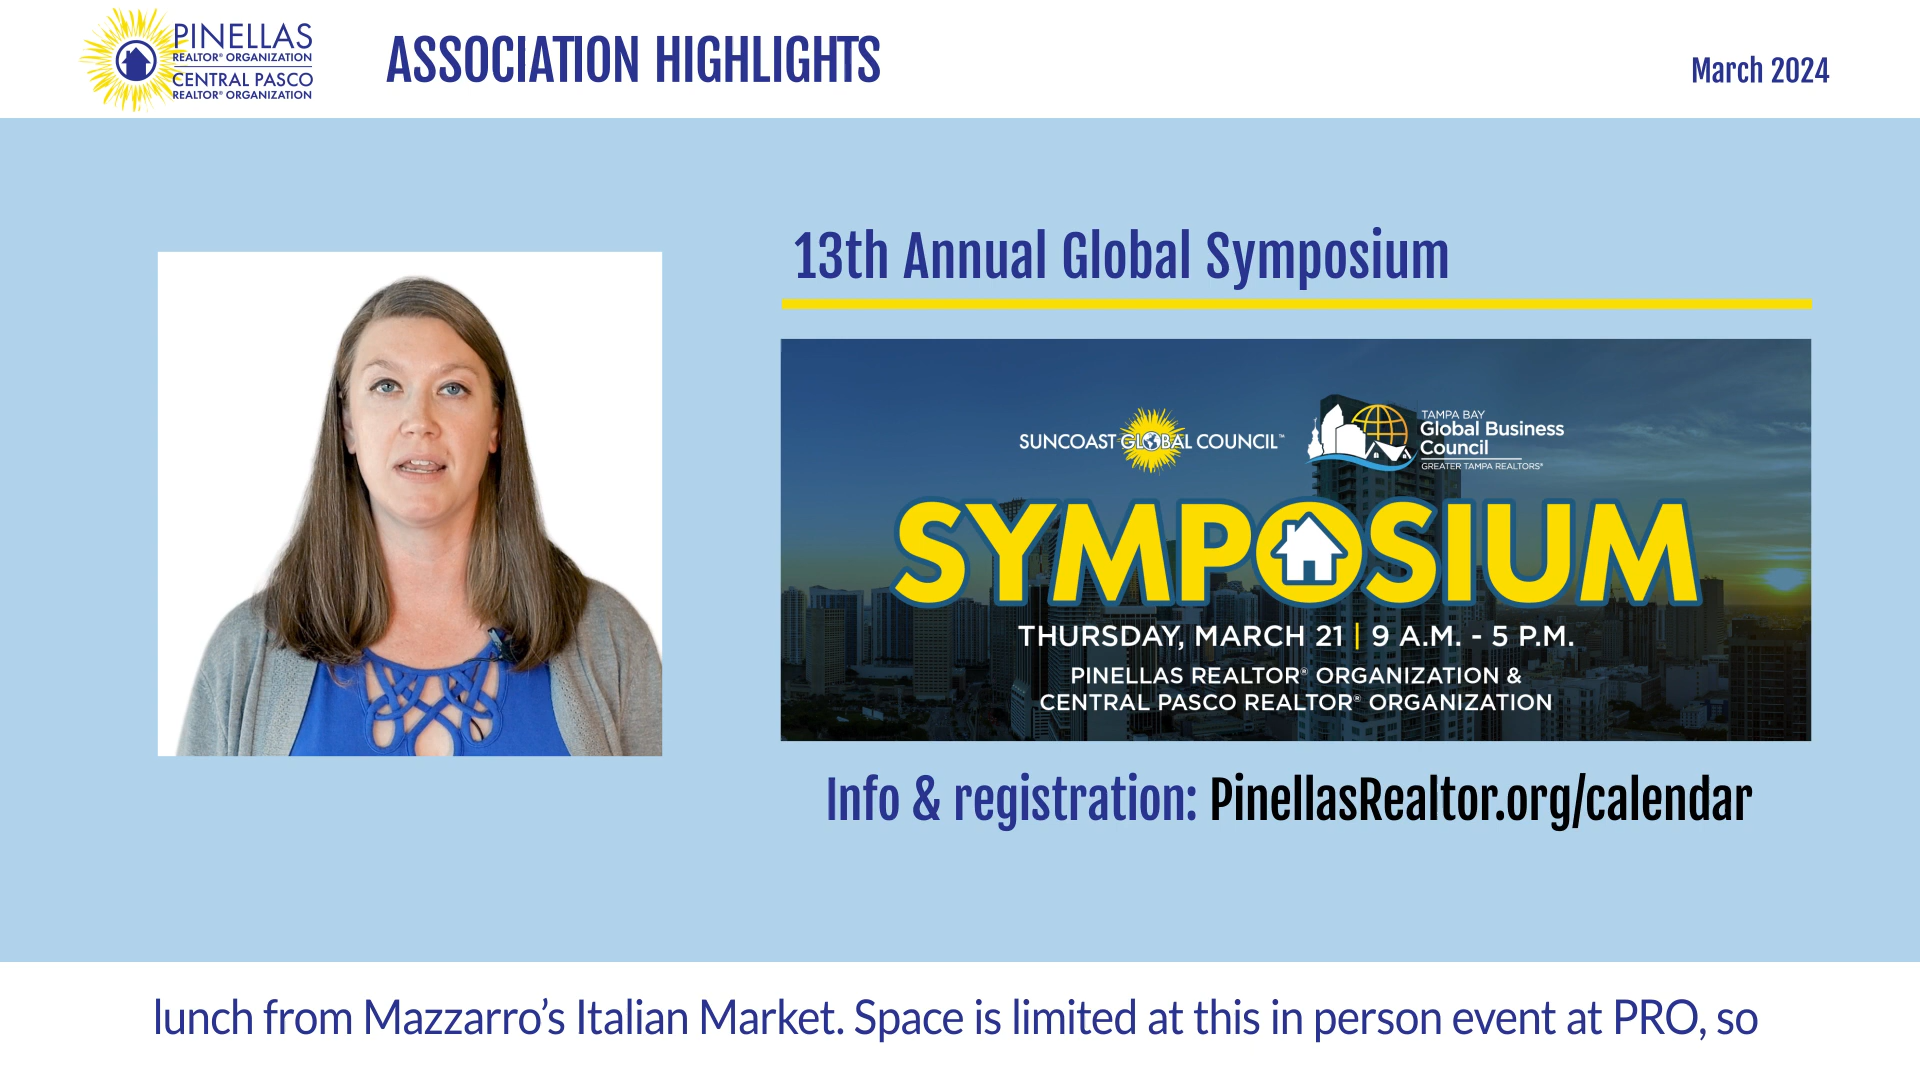 PINELLAS
REALTOR® ORGANIZATION
CENTRAL PASCO
REALTOR® ORGANIZATION
ASSOCIATION HIGHLIGHTS
March 2024
13th Annual Global Symposium
SUNCOAST GLOBAL COUNCIL™
TAMPA BAY
Global Business
Council
GREATER TAMPA REALTORS®
SYMPOSIUM
THURSDAY, MARCH 21 | 9 A.M. - 5 P.M.
PINELLAS REALTOR® ORGANIZATION &
CENTRAL PASCO REALTOR® ORGANIZATION
Info & registration: PinellasRealtor.org/calendar
lunch from Mazzarro’s Italian Market. Space is limited at this in person event at PRO, so